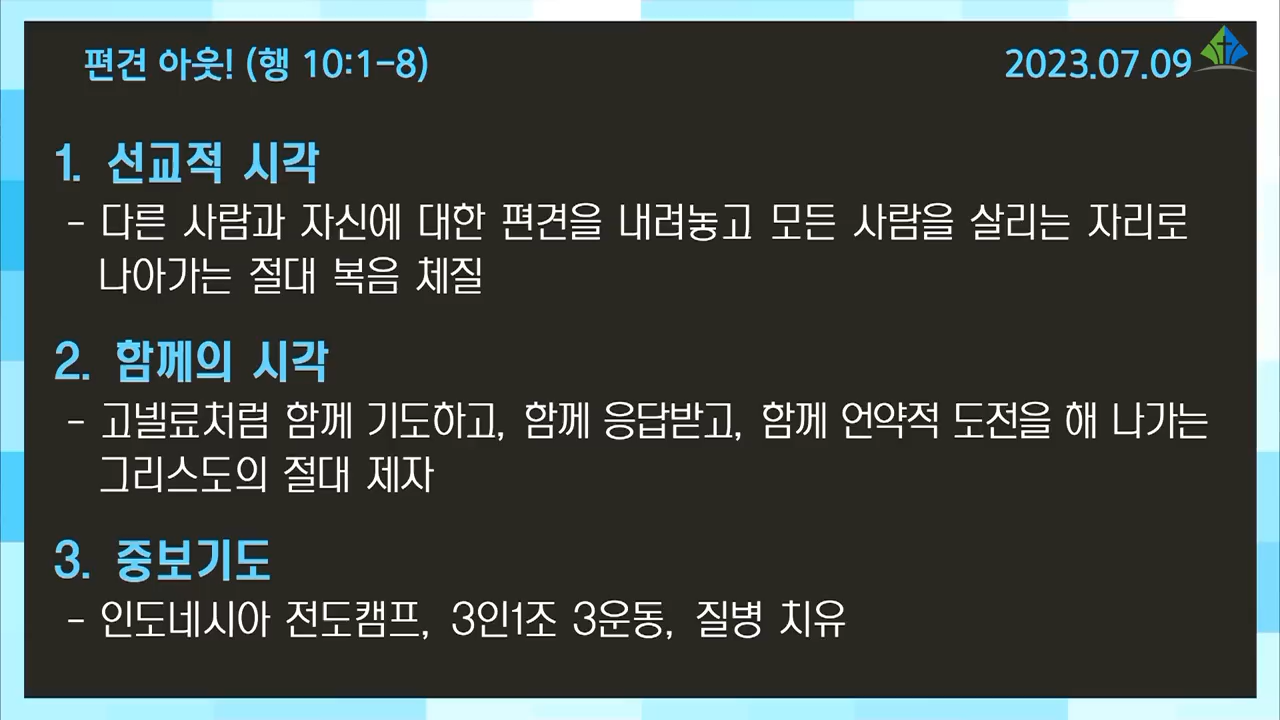 편견 아웃! (행 10:1-8) 2023.07.09
1. 선교적 시각
- 다른 사람과 자신에 대한 편견을 내려놓고 모든 사람을 살리는 자리로
나아가는 절대 복음 체질
2. 함께의 시각
- 고넬료처럼 함께 기도하고, 함께 응답받고, 함께 언약적 도전을 해 나가는
그리스도의 절대 제자
3. 중보기도
- 인도네시아 전도캠프, 3인1조 3운동, 질병 치유